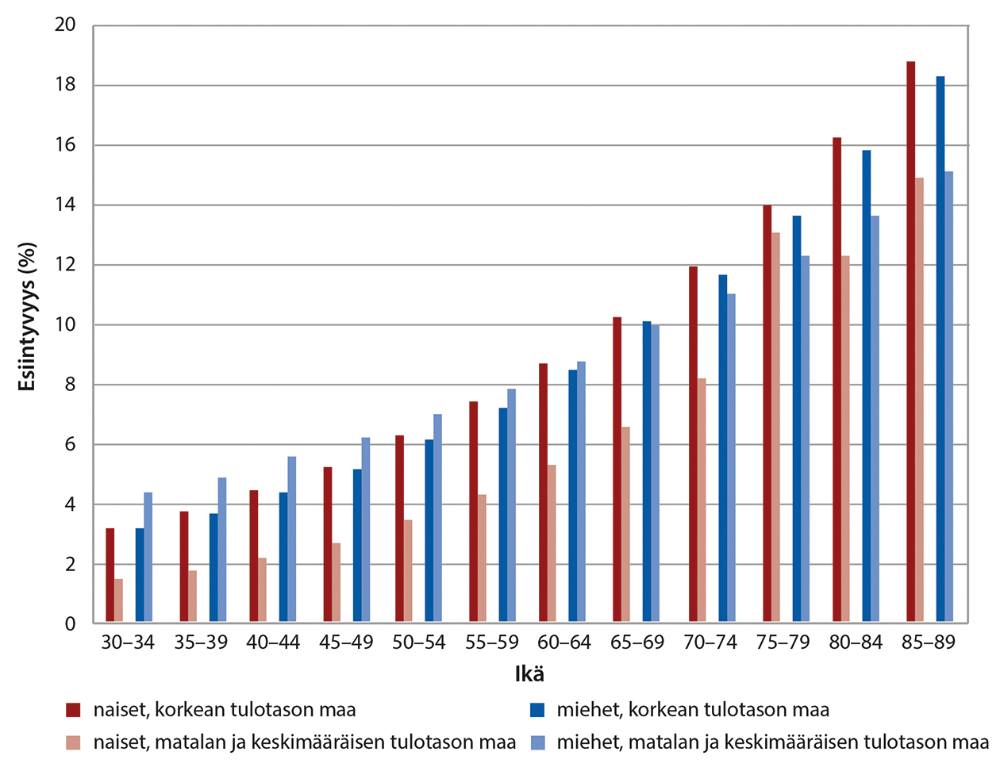 20
18
16
14
12
10
8
6
4
2
0
Esiintyvyys (%)
30–34 35–39 40–44 45–49 50–54 55–59 60–64 65–69 70–74 75–79 80–84 85–89
Ikä
naiset, korkean tulotason maa
miehet, korkean tulotason maa
naiset, matalan ja keskimääräisen tulotason maa
miehet, matalan ja keskimääräisen tulotason maa